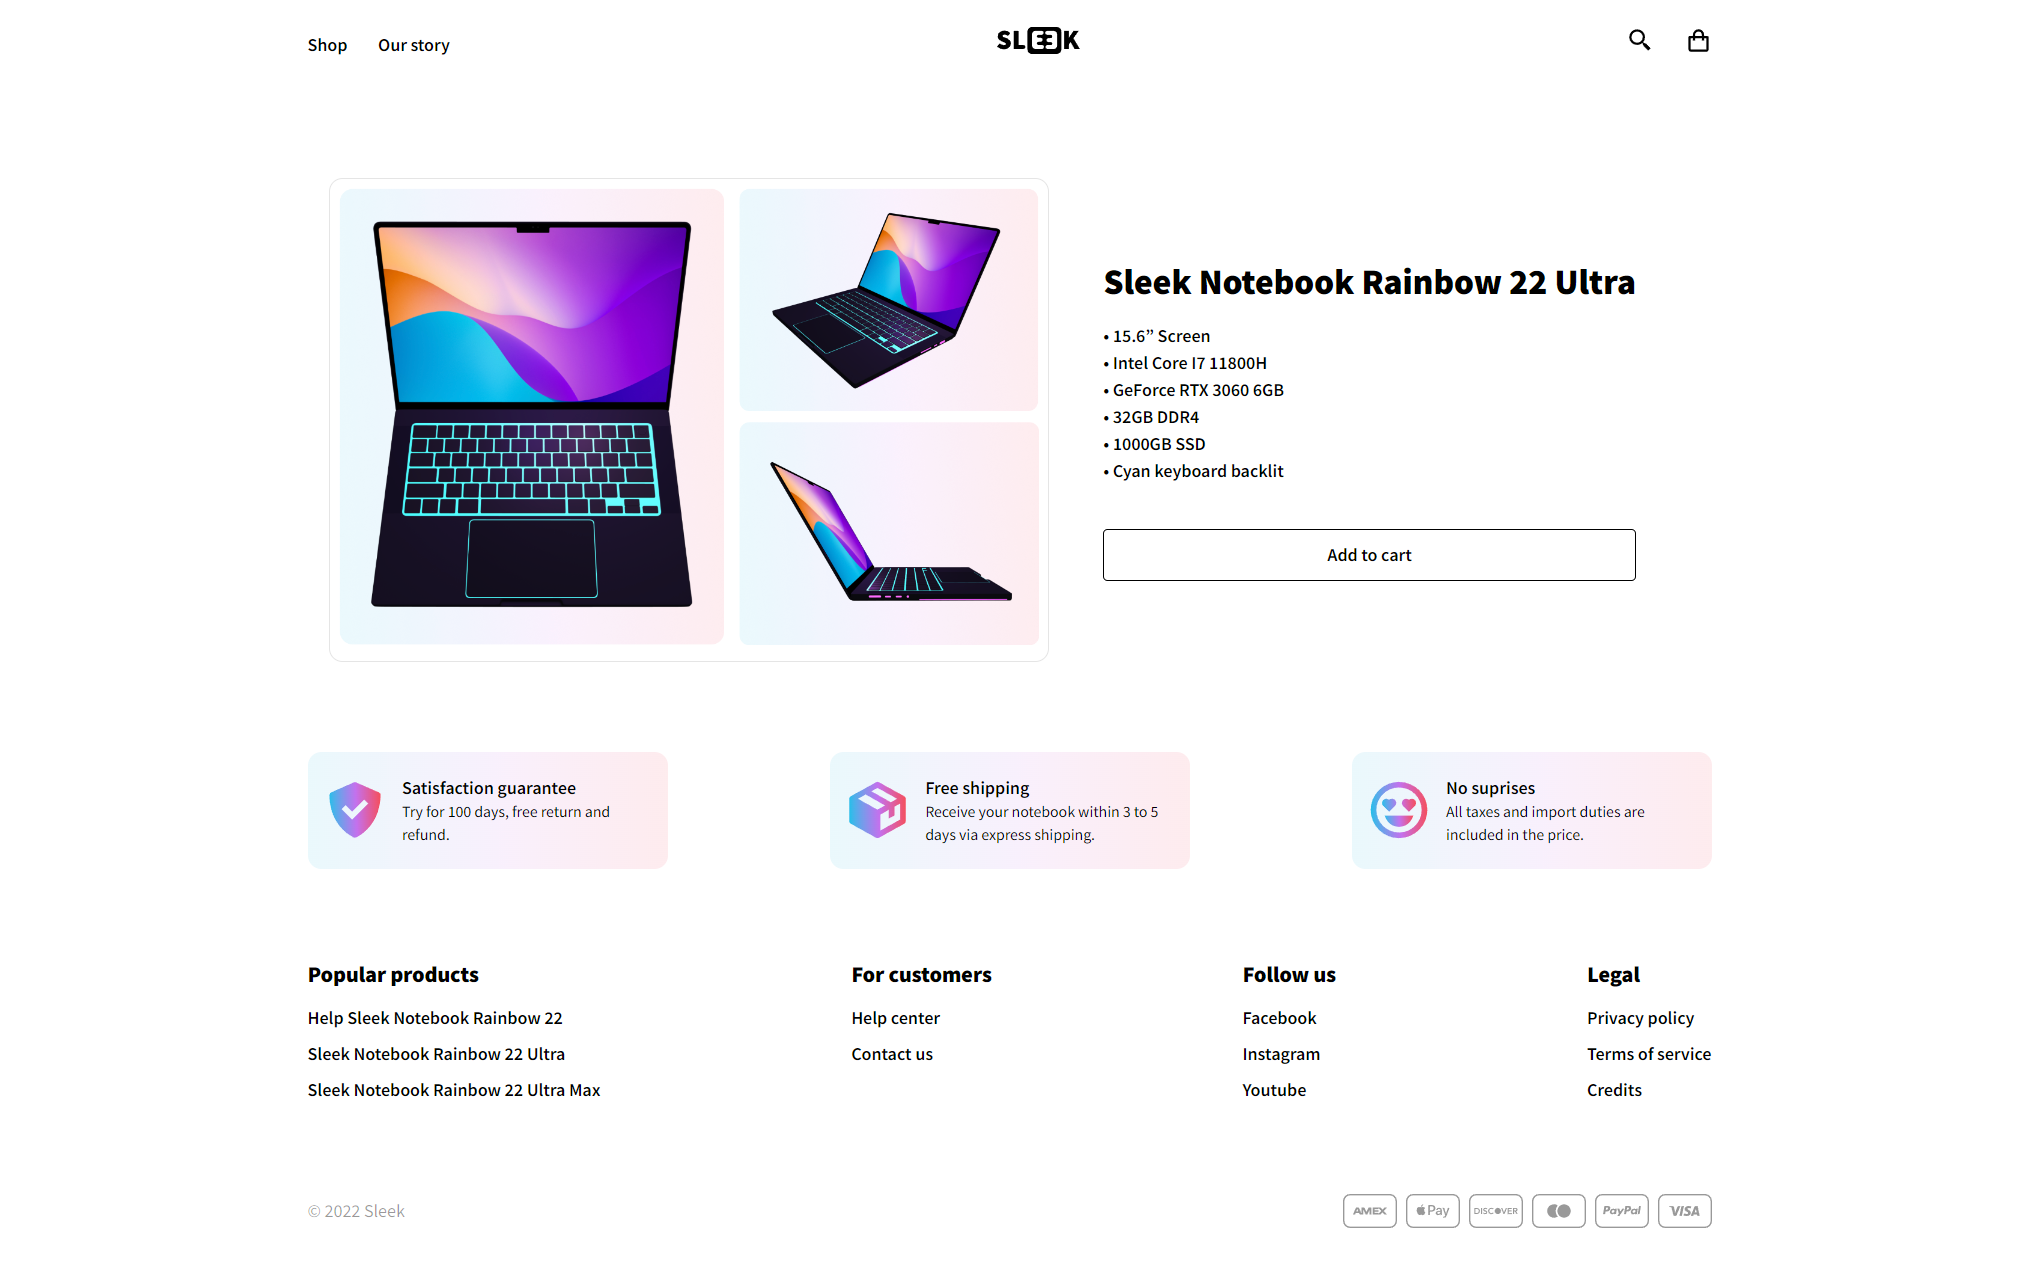 Shop
Our story
SLEEK
Sleek Notebook Rainbow 22 Ultra
• 15.6” Screen
• Intel Core I7 11800H
• GeForce RTX 3060 6GB
• 32GB DDR4
• 1000GB SSD
• Cyan keyboard backlit
Add to cart
Satisfaction guarantee
Try for 100 days, free return and
refund.
Free shipping
Receive your notebook within 3 to 5
days via express shipping.
No suprises
All taxes and import duties are
included in the price.
Popular products
Help Sleek Notebook Rainbow 22
Sleek Notebook Rainbow 22 Ultra
Sleek Notebook Rainbow 22 Ultra Max
For customers
Help center
Contact us
Follow us
Facebook
Instagram
Youtube
Legal
Privacy policy
Terms of service
Credits
© 2022 Sleek
AMEX
Pay
DISCOVER
PayPal
VISA